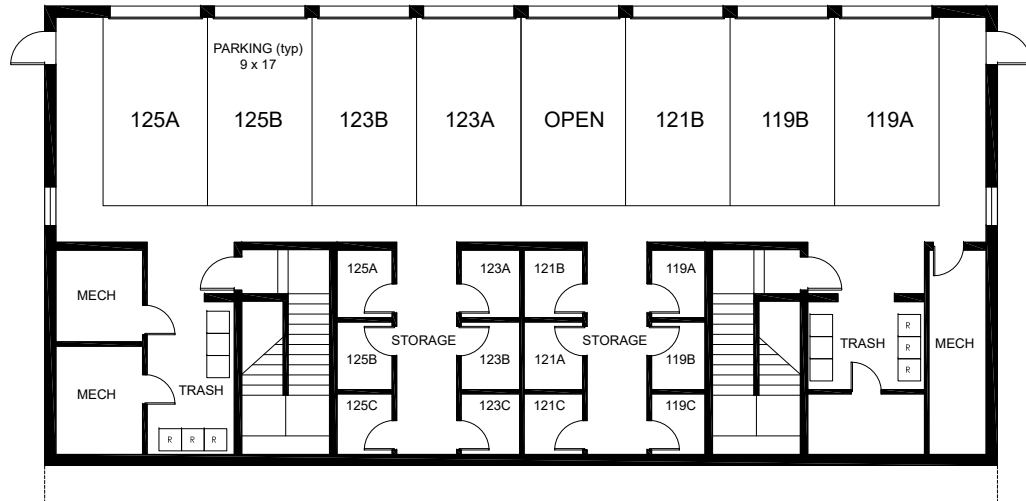 PARKING (typ)
9 x 17
125A
125B
123B
123A
OPEN
121B
119B
119A
125A
123A
121B
119A
MECH
STORAGE
STORAGE
TRASH
MECH
R
R
R
125B
123B
121A
119B
MECH
TRASH
125C
123C
121C
119C
R
R
R